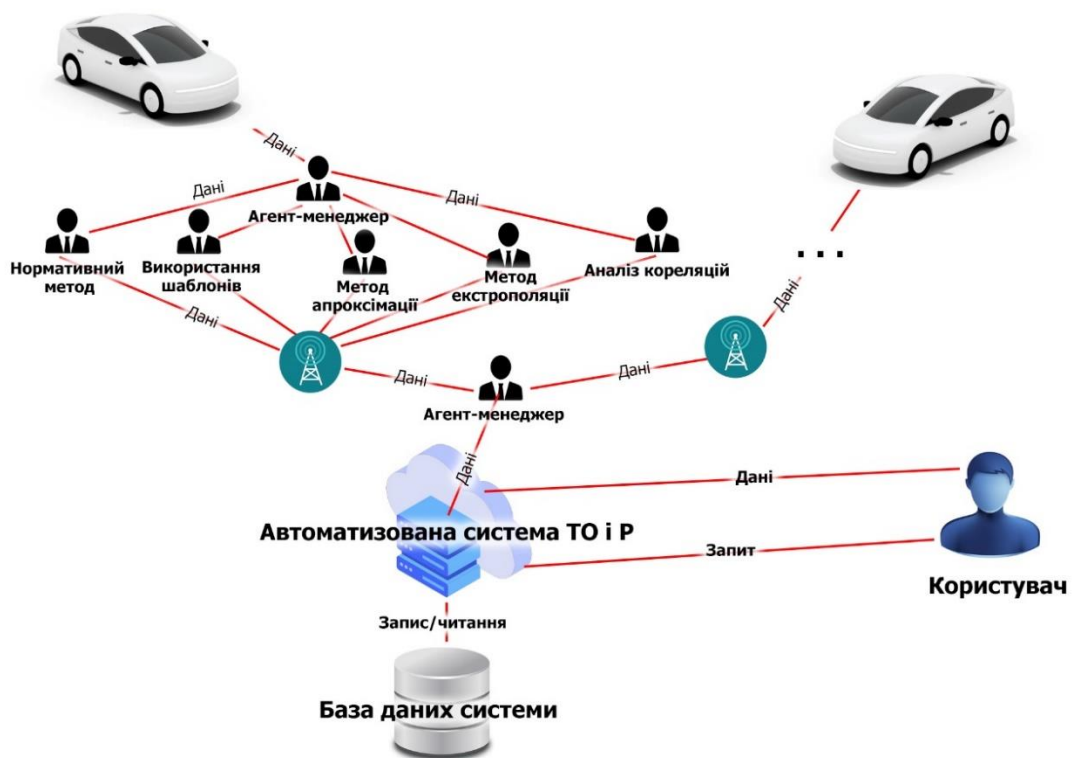 Дані
Дані
Дані
Агент-менеджер
Нормативний
метод
Використання
шаблонів
Метод
апроксімації
Метод
екстрополяції
Аналіз кореляцій
...
Дані
Дані
Дані
Дані
Агент-менеджер
Дані
Дані
Автоматизована система ТО і Р
Запит
Користувач
Запис/читання
База даних системи